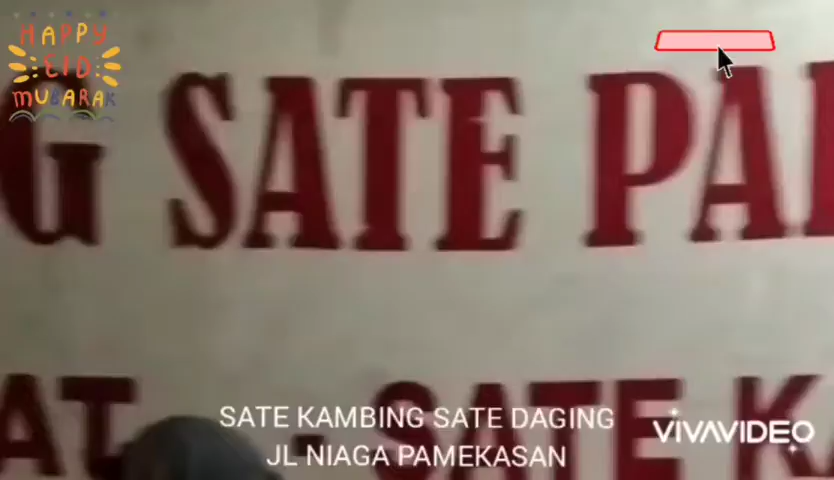 HAPPY
EID
MUBARAK
G SATE PA
AT - SATE K
SATE KAMBING SATE DAGING
JL NIAGA PAMEKASAN
VIVAVIDEO